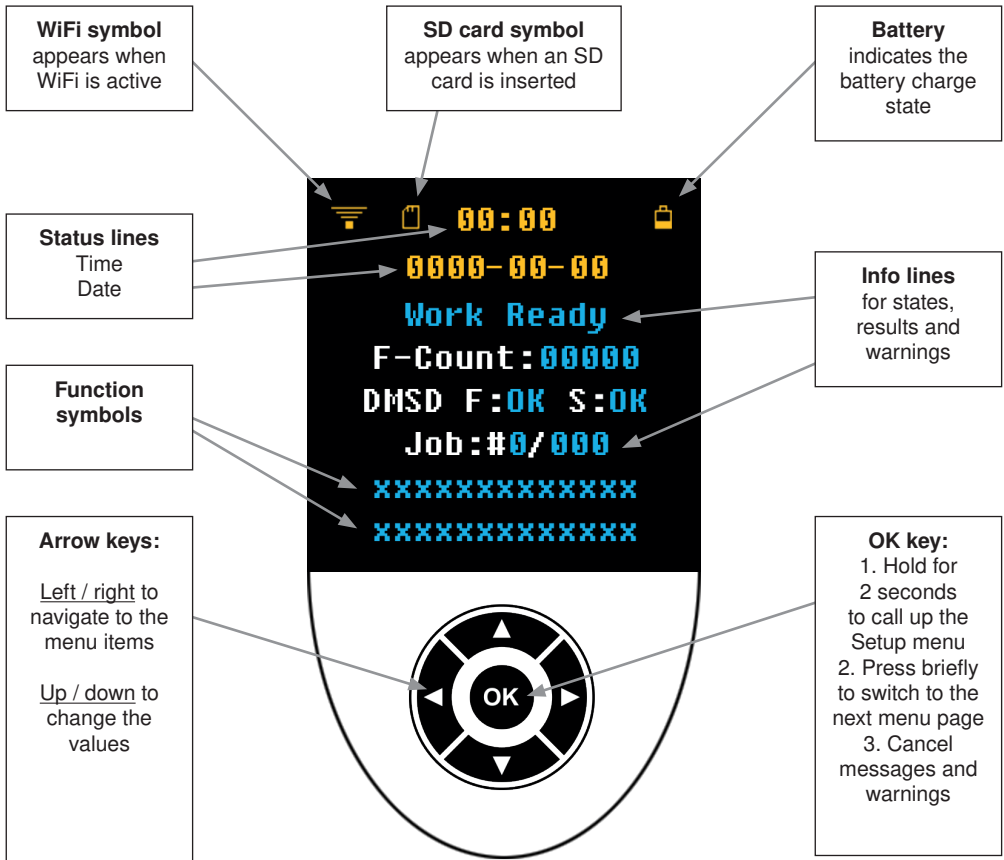 WiFi symbol
appears when
WiFi is active
SD card symbol
appears when an SD
card is inserted
Battery
indicates the
battery charge
state
Status lines
Time
Date
00:00
0000-00-00
Work Ready
F-Count:00000
DMSD F:OK S:OK
Job:#0/000
xxxxxxxxxxxxx
xxxxxxxxxxxxx
Info lines
for states,
results and
warnings
Function
symbols
Arrow keys:
Left / right to
navigate to the
menu items
Up / down to
change the
values
OK
OK key:
1. Hold for
2 seconds
to call up the
Setup menu
2. Press briefly
to switch to the
next menu page
3. Cancel
messages and
warnings